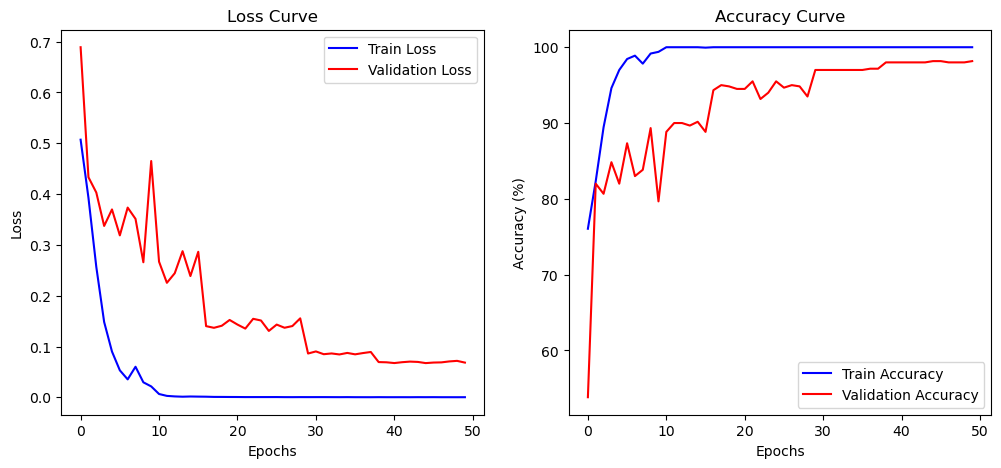 Loss Curve
Train Loss
Validation Loss
0.7
0.6
0.5
0.4
0.3
0.2
0.1
0.0
Loss
0 10 20 30 40 50
Epochs
Accuracy Curve
100
90
80
70
60
Accuracy (%)
Train Accuracy
Validation Accuracy
0 10 20 30 40 50
Epochs